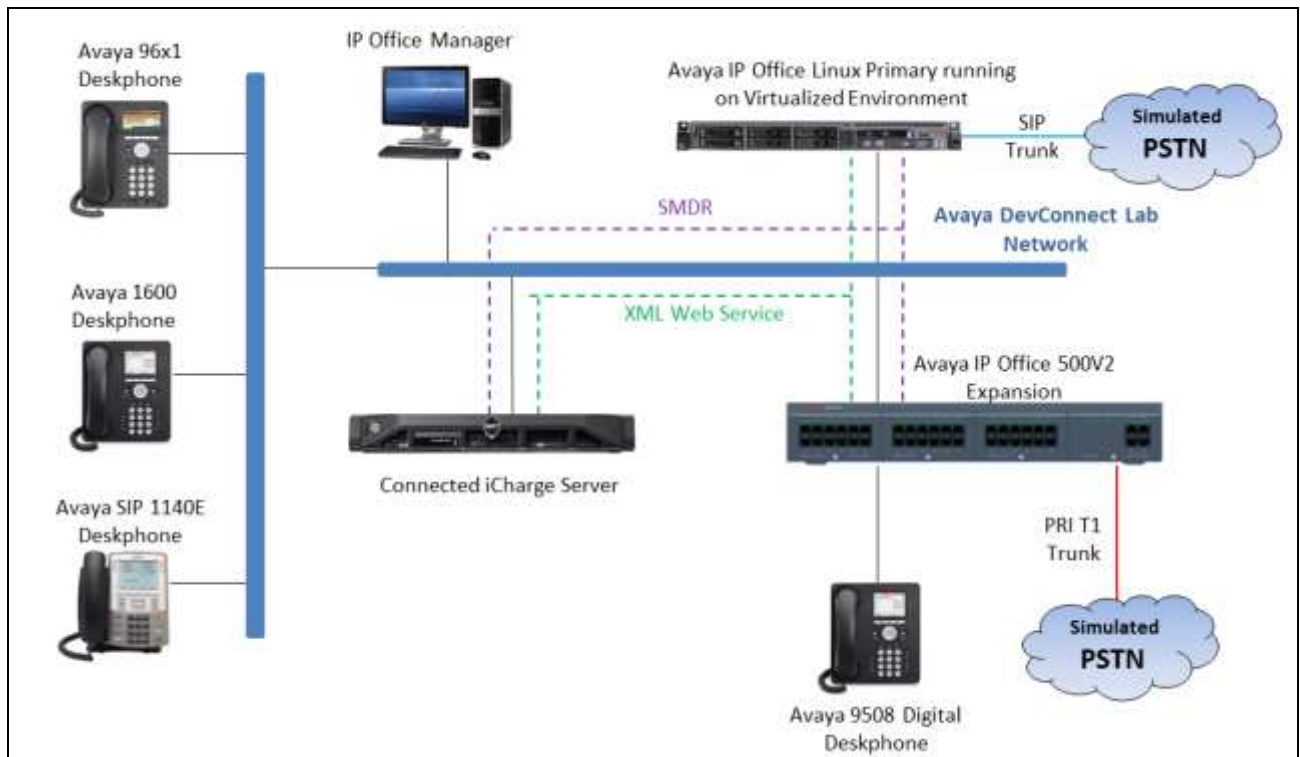 Avaya 96x1
Deskphone
IP Office Manager
Avaya IP Office Linux Primary running
on Virtualized Environment
SIP
Trunk
Simulated
PSTN
SMDR
Avaya DevConnect Lab
Network
Avaya 1600
Deskphone
XML Web Service
Avaya IP Office 500V2
Expansion
Connected iCharge Server
Avaya SIP 1140E
Deskphone
PRI T1
Trunk
Simulated
PSTN
Avaya 9508 Digital
Deskphone